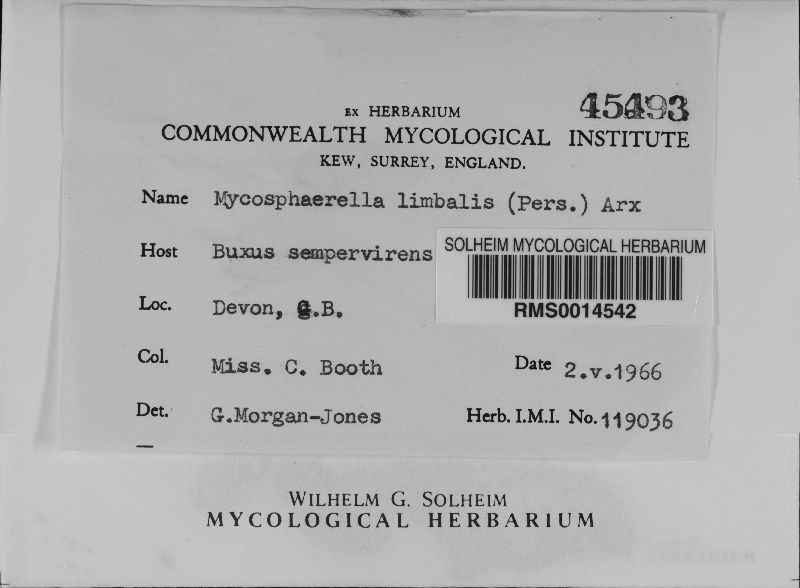 45493
EX HERBARIUM
COMMONWEALTH MYCOLOGICAL INSTITUTE
KEW, SURREY, ENGLAND.
Name Mycosphaerella limbalis (Pers.) Arx
Host Buxus sempervirens
SOLHEIM MYCOLOGICAL HERBARIUM
RMS0014542
Loc. Devon, G.B.
Col. Miss. C. Booth Date 2.v.1966
Det. G.Morgan-Jones Herb. I.M.I. No. 119036
WILHELM G. SOLHEIM
MYCOLOGICAL HERBARIUM